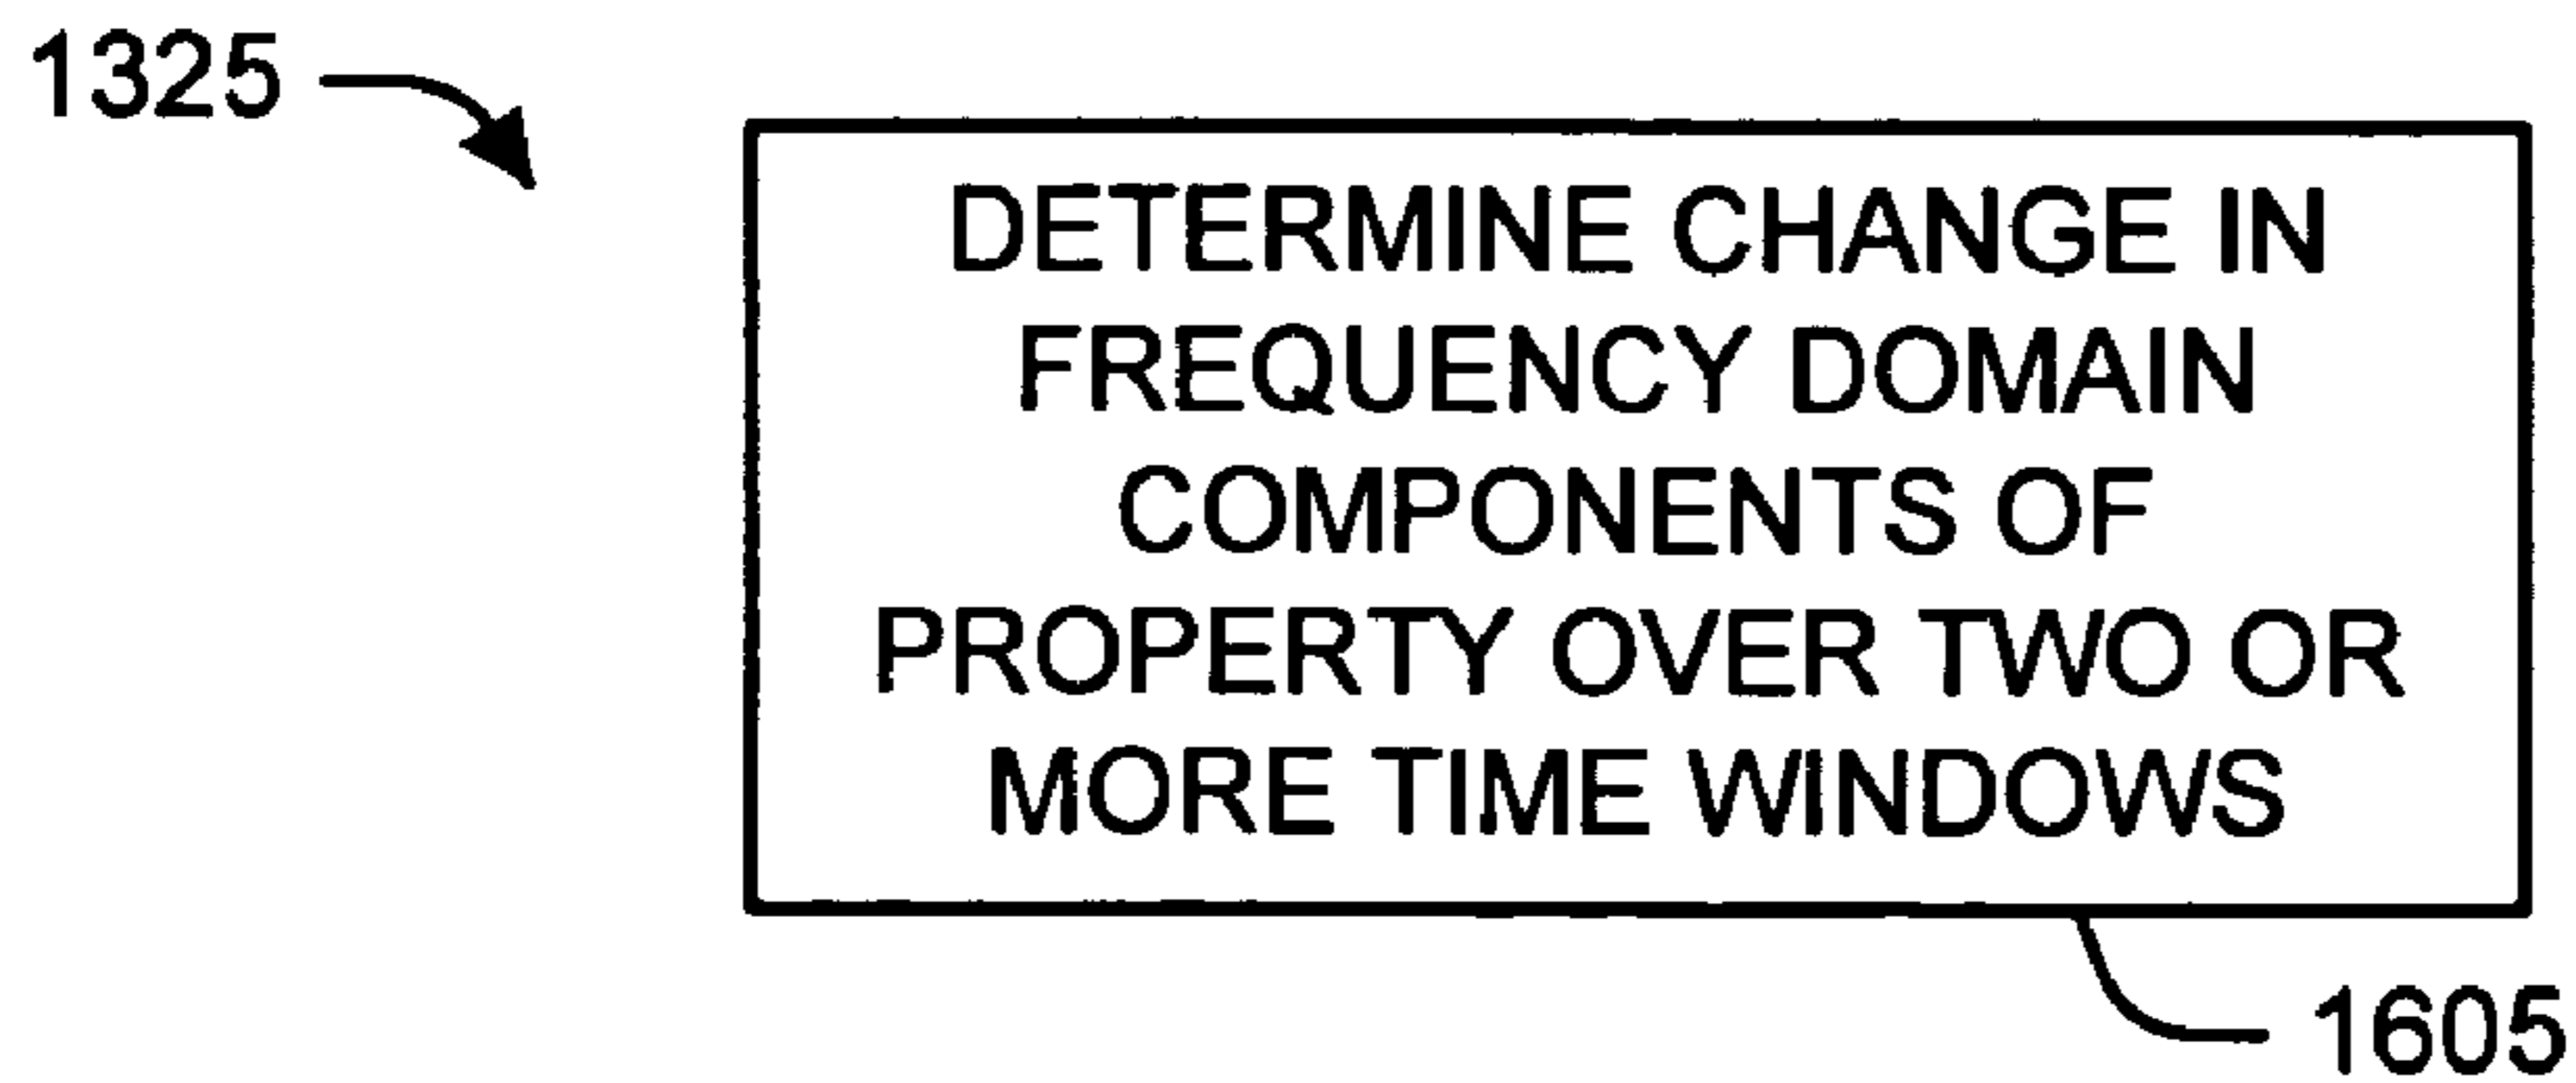 1325
DETERMINE CHANGE IN
FREQUENCY DOMAIN
COMPONENTS OF
PROPERTY OVER TWO OR
MORE TIME WINDOWS
1605